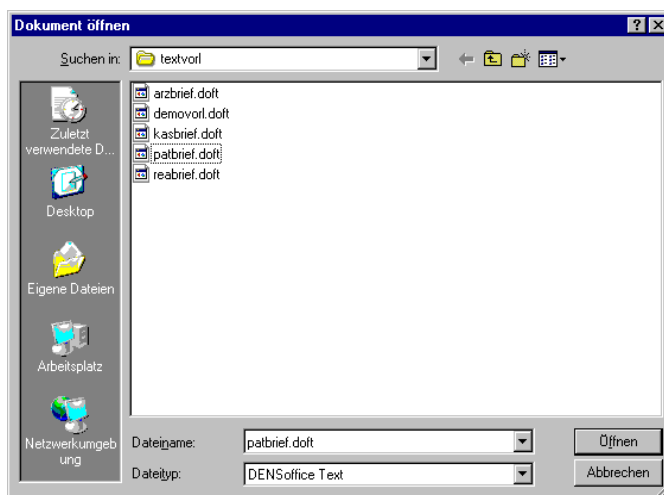 Dokument öffnen
Suchen in: textvorl
arzbrief.doft
demovorl.doft
kasbrief.doft
patbrief.doft
reabrief.doft
Zuletzt
verwendete D...
Desktop
Eigene Dateien
Arbeitsplatz
Netzwerkumgeb
ung
Dateiname: patbrief.doft Öffnen
Dateityp: DENSoffice Text Abbrechen